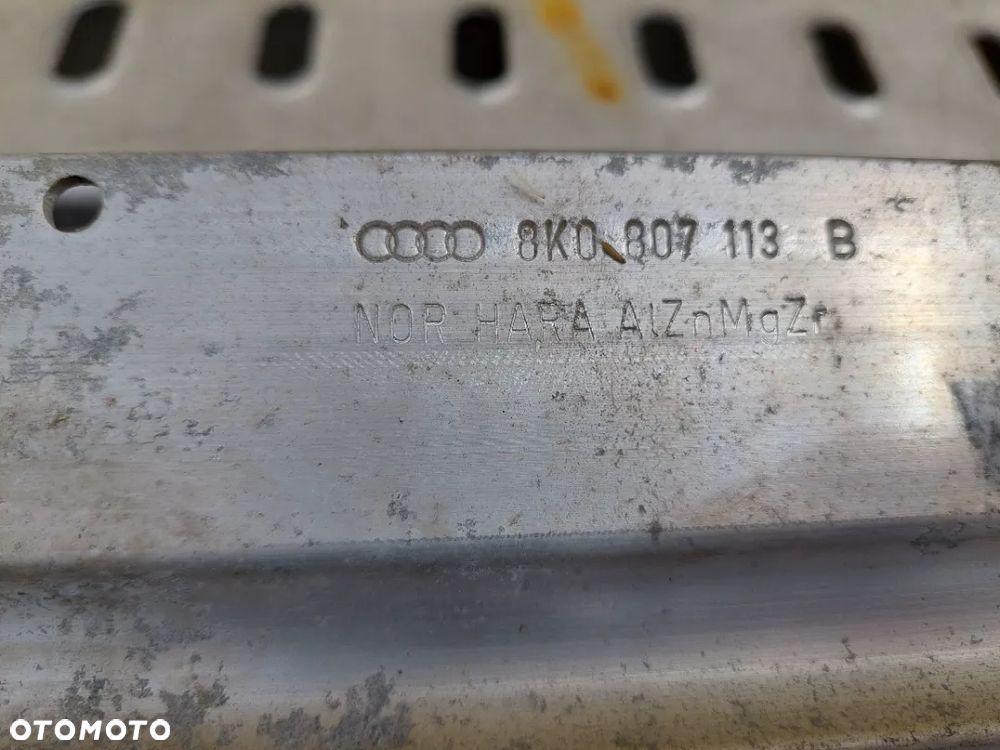 8K0 807 113 B
NOR HARA AlZnMgZr
OTOMOTO